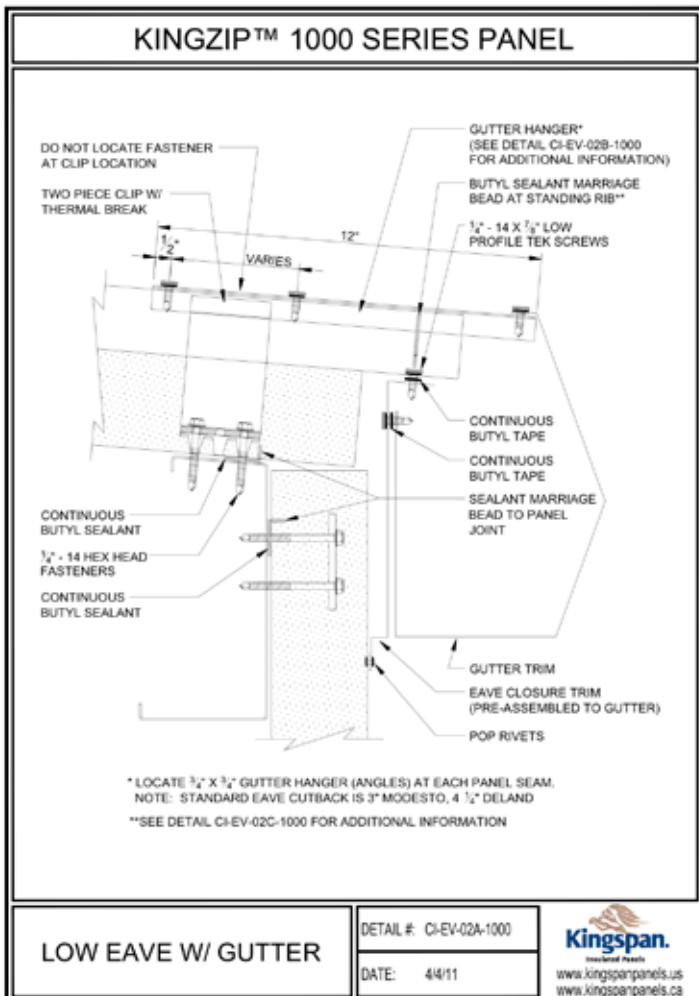 KINGZIP™ 1000 SERIES PANEL
DO NOT LOCATE FASTENER
AT CLIP LOCATION
TWO PIECE CLIP W/
THERMAL BREAK
GUTTER HANGER*
(SEE DETAIL CI-EV-02B-1000
FOR ADDITIONAL INFORMATION)
BUTYL SEALANT MARRIAGE
BEAD AT STANDING RIB**
1/4" - 14 X 7/8" LOW
PROFILE TEK SCREWS
12"
1/2"
VARIES
CONTINUOUS
BUTYL TAPE
CONTINUOUS
BUTYL TAPE
SEALANT MARRIAGE
BEAD TO PANEL
JOINT
CONTINUOUS
BUTYL SEALANT
- 14 HEX HEAD
FASTENERS
CONTINUOUS
BUTYL SEALANT
GUTTER TRIM
EAVE CLOSURE TRIM
(PRE-ASSEMBLED TO GUTTER)
POP RIVETS
* LOCATE 3/4" X 3/4" GUTTER HANGER (ANGLES) AT EACH PANEL SEAM.
NOTE: STANDARD EAVE CUTBACK IS 3" MODESTO, 4 1/4" DELAND
**SEE DETAIL CI-EV-02C-1000 FOR ADDITIONAL INFORMATION
LOW EAVE W/ GUTTER
DETAIL #: CI-EV-02A-1000
DATE: 4/4/11
Kingspan.
Insulated Panels
www.kingspanpanels.us
www.kingspanpanels.ca